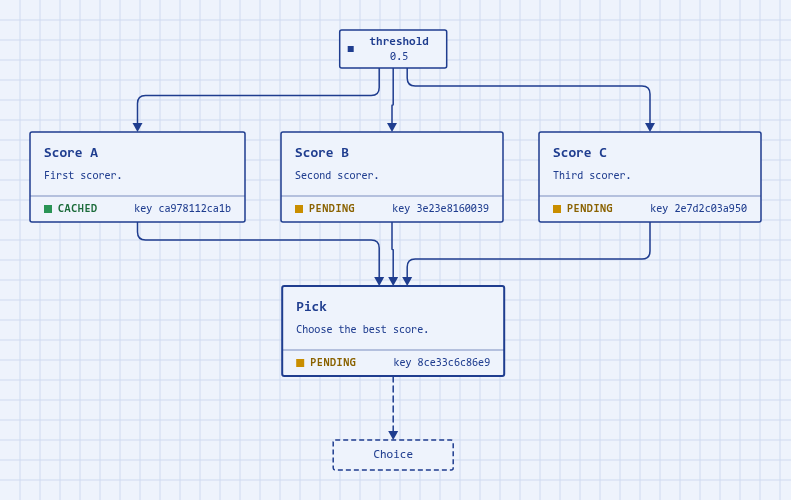 threshold
0.5
Score A
First scorer.
CACHED key ca978112ca1b
Score B
Second scorer.
PENDING key 3e23e8160039
Score C
Third scorer.
PENDING key 2e7d2c03a950
Pick
Choose the best score.
PENDING key 8ce33c6c86e9
Choice